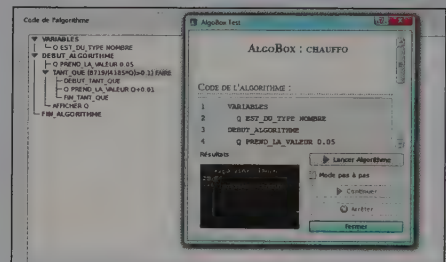 Code de l'algorithme
VARIABLES
Q EST_DU_TYPE NOMBRE
DEBUT_ALGORITHME
Q PREND_LA_VALEUR 0.05
TANT_QUE (8719/(4185*Q)>0.1) FAIRE
DEBUT_TANT_QUE
Q PREND_LA_VALEUR Q+0.01
FIN_TANT_QUE
AFFICHER Q
FIN_ALGORITHME
AlgoBox Test
AlgoBox : chauffo
Code de l'algorithme :
1 VARIABLES
2 Q EST_DU_TYPE NOMBRE
3 DEBUT_ALGORITHME
4 Q PREND_LA_VALEUR 0.05
Résultats
Lancer Algorithme
Mode pas à pas
Continuer
Arrêter
Fermer